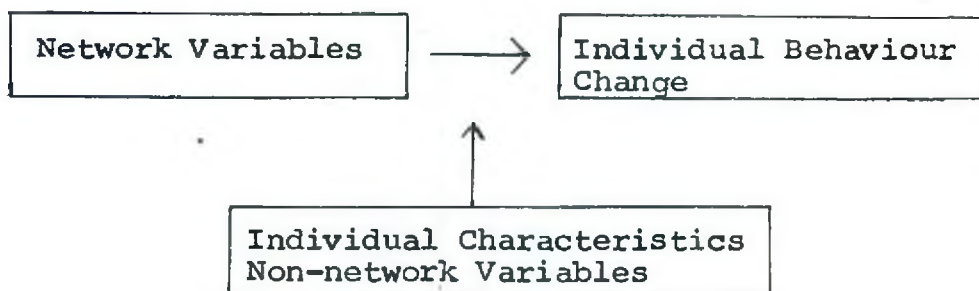 Network Variables
Individual Behaviour
Change
Individual Characteristics
Non-network Variables